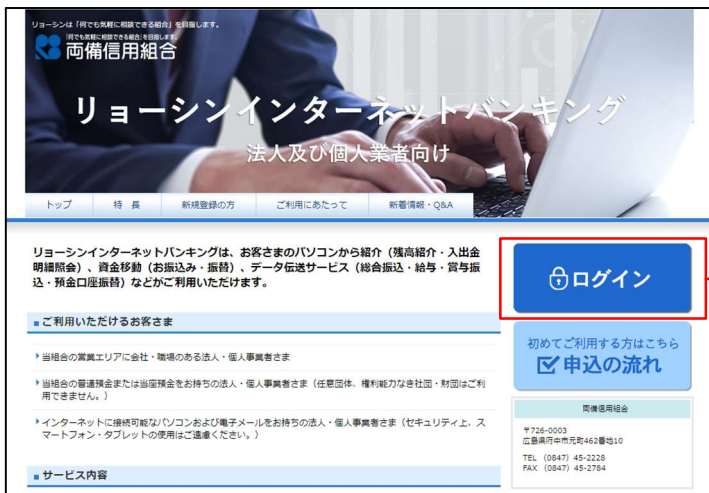 リョーシンは「何でも気軽に相談できる組合」を目指します。
「何でも気軽に相談できる組合」を目指します。
両備信用組合
リョーシンインターネットバンキング
法人及び個人業者向け
トップ 特 長 新規登録の方 ご利用にあたって 新着情報・Q&A
リョーシンインターネットバンキングは、お客さまのパソコンから紹介（残高紹介・入出金
明細照会）、資金移動（お振込み・振替）、データ伝送サービス（総合振込・給与・賞与振
込・預金口座振替）などがご利用いただけます。
ログイン
初めてご利用する方はこちら
申込の流れ
ご利用いただけるお客さま
当組合の営業エリアに会社・職場のある法人・個人事業者さま
当組合の普通預金または当座預金をお持ちの法人・個人事業者さま（任意団体、権利能力なき社団・財団はご利
用できません。）
インターネットに接続可能なパソコンおよび電子メールをお持ちの法人・個人事業者さま（セキュリティ上、ス
マートフォン・タブレットの使用はご遠慮ください。）
両備信用組合
〒726-0003
広島県府中市元町462番地10
TEL （0847）45-2228
FAX （0847）45-2784
サービス内容